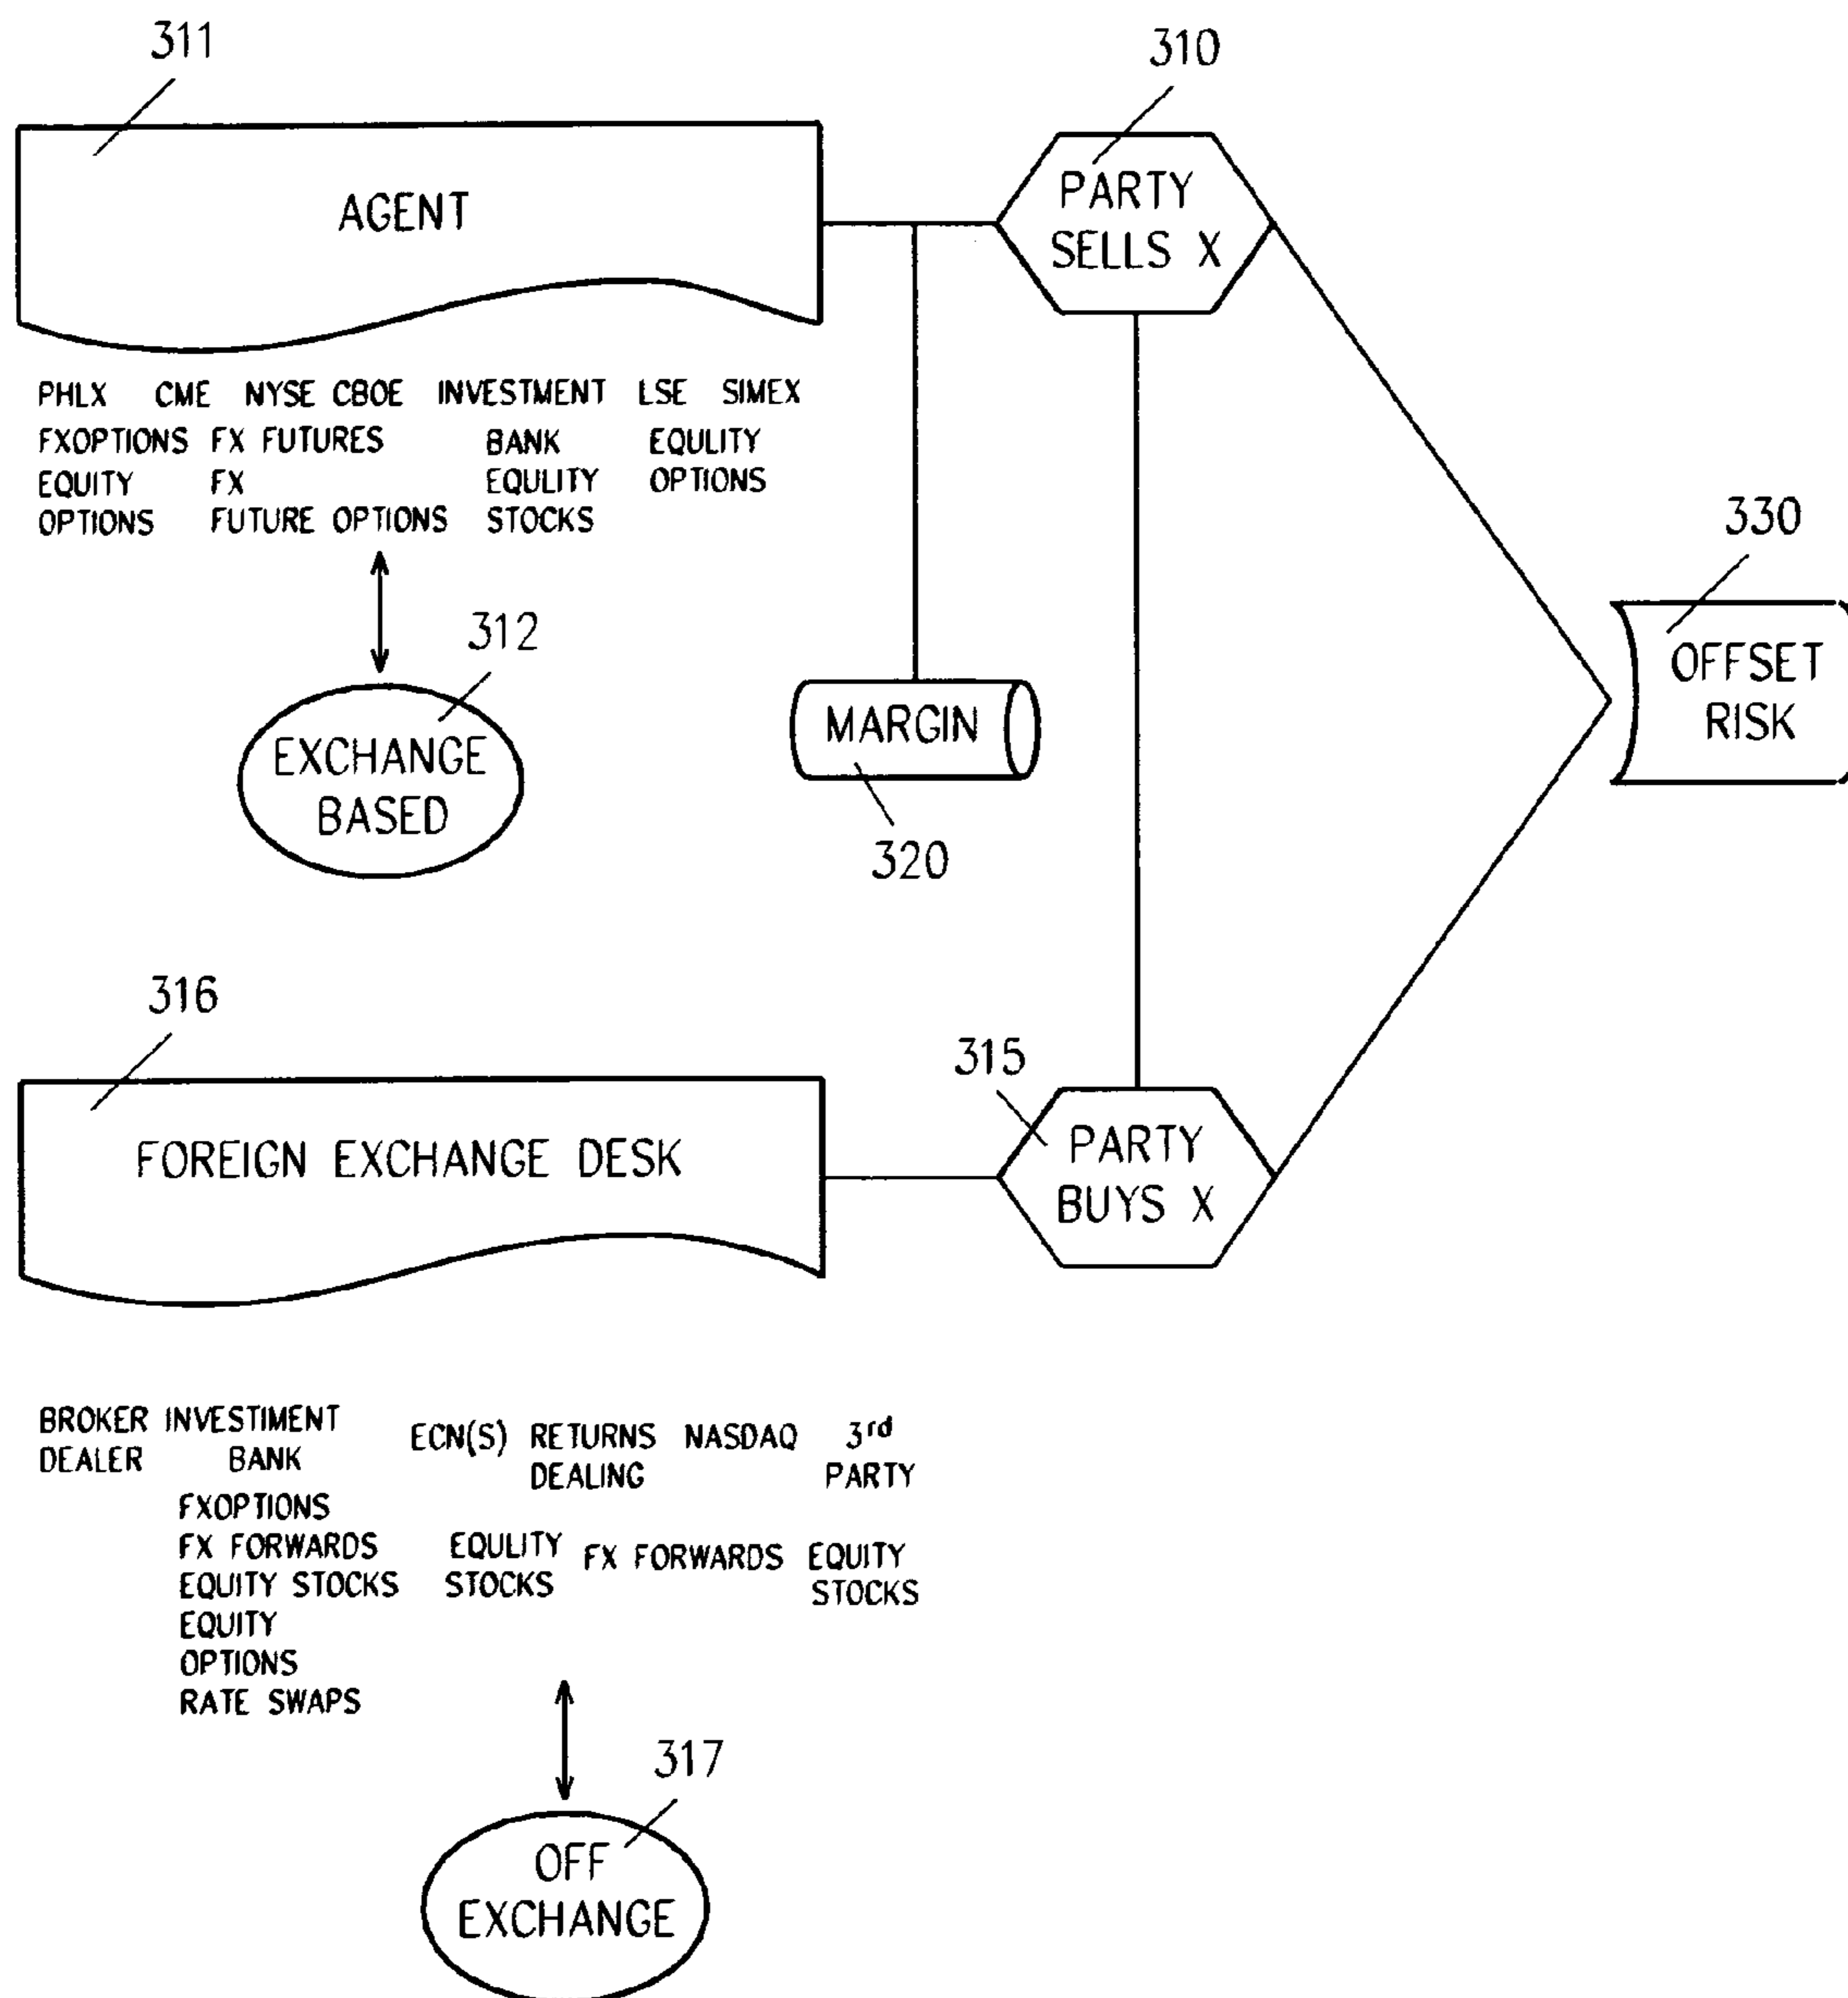 311
310
AGENT
PARTY
SELLS X
PHLX CME NYSE CBOE INVESTMENT LSE SIMEX
FXOPTIONS FX FUTURES BANK EQULITY
EQUITY FX EQULITY OPTIONS
OPTIONS FUTURE OPTIONS STOCKS
330
312
OFFSET
RISK
EXCHANGE
BASED
MARGIN
320
316
315
FOREIGN EXCHANGE DESK
PARTY
BUYS X
BROKER INVESTIMENT ECN(S) RETURNS NASDAQ 3rd
DEALER BANK DEALING PARTY
FXOPTIONS
FX FORWARDS EQULITY FX FORWARDS EQUITY
EQUITY STOCKS STOCKS STOCKS
EQUITY
OPTIONS
RATE SWAPS
317
OFF
EXCHANGE